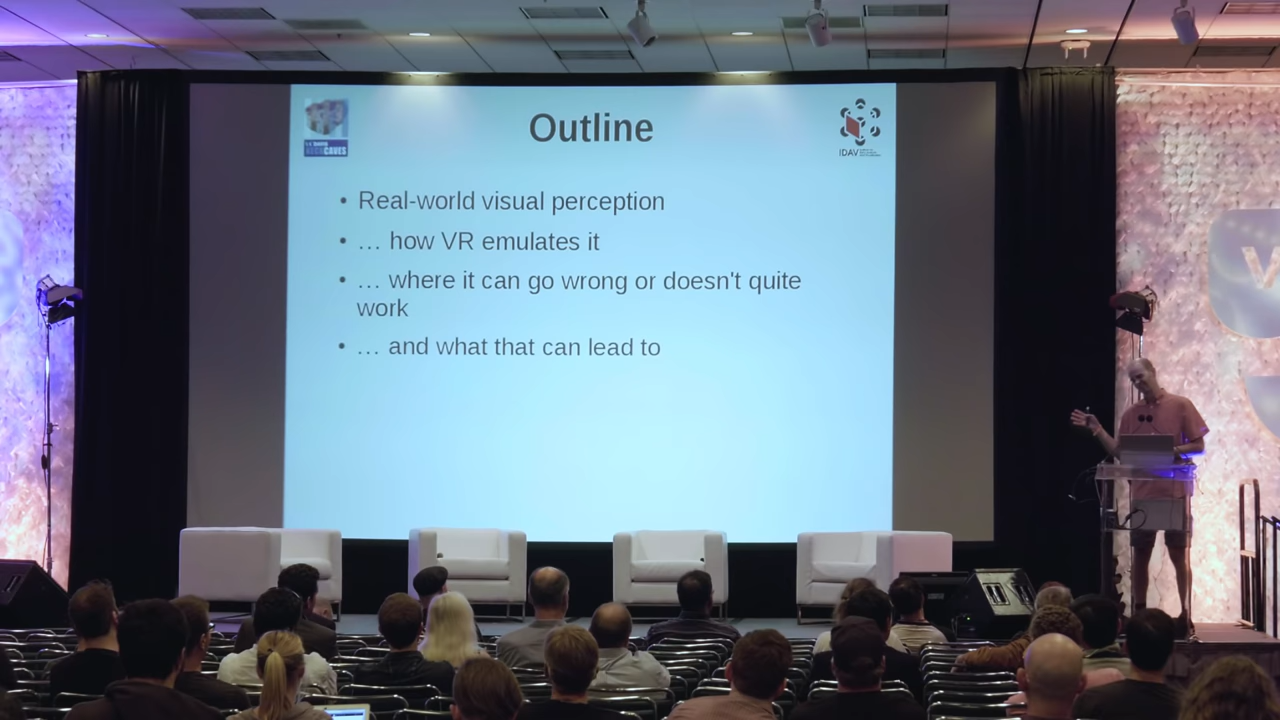 Outline
IDAV
• Real-world visual perception
• … how VR emulates it
• … where it can go wrong or doesn't quite
work
• … and what that can lead to